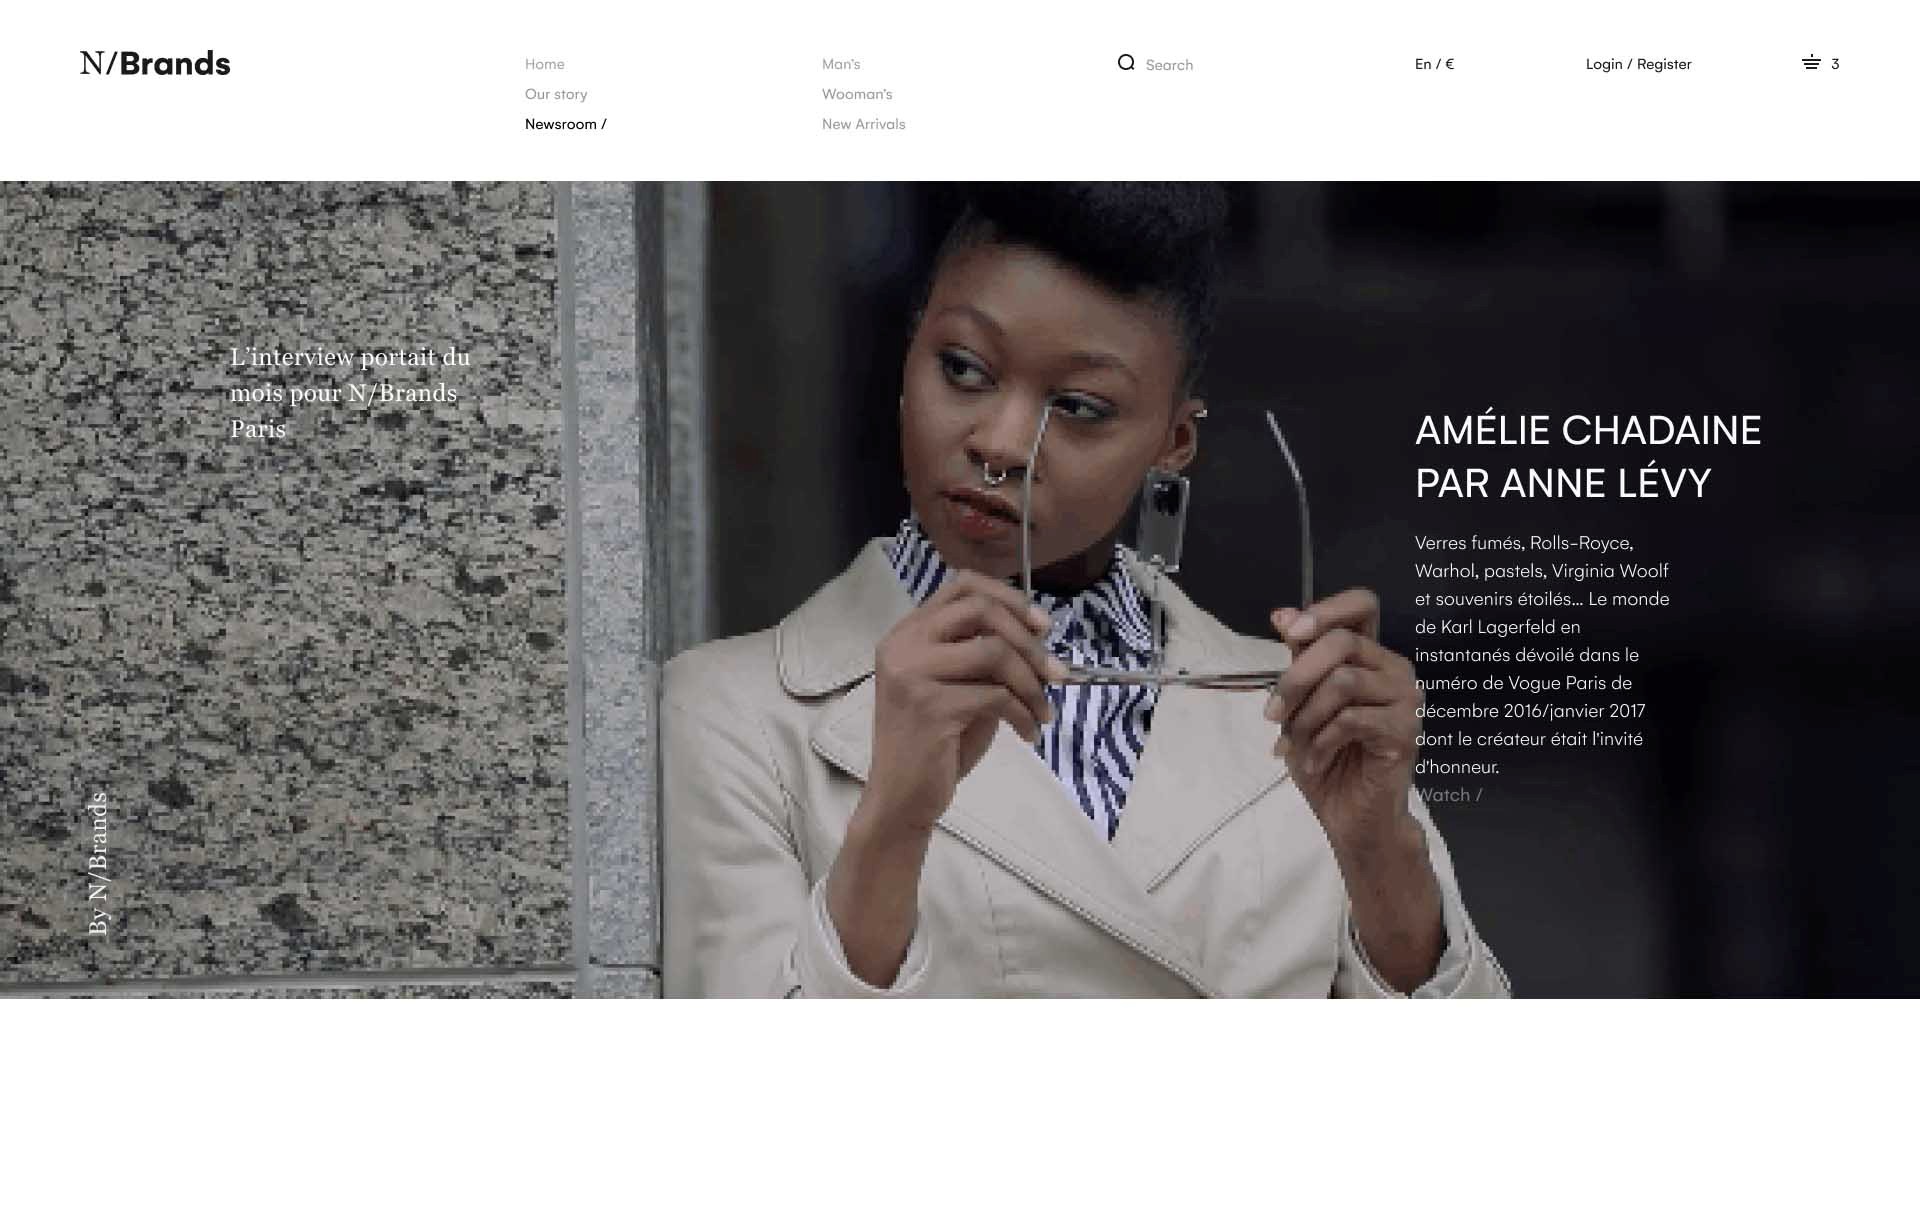 N/Brands
Home
Our story
Newsroom /
Man's
Wooman's
New Arrivals
Search
En / €
Login / Register
3
L'interview portait du
mois pour N/Brands
Paris
By N/Brands
AMÉLIE CHADAINE
PAR ANNE LÉVY
Verres fumés, Rolls-Royce,
Warhol, pastels, Virginia Woolf
et souvenirs étoilés... Le monde
de Karl Lagerfeld en
instantanés dévoilé dans le
numéro de Vogue Paris de
décembre 2016/janvier 2017
dont le créateur était l'invité
d'honneur.
Watch /